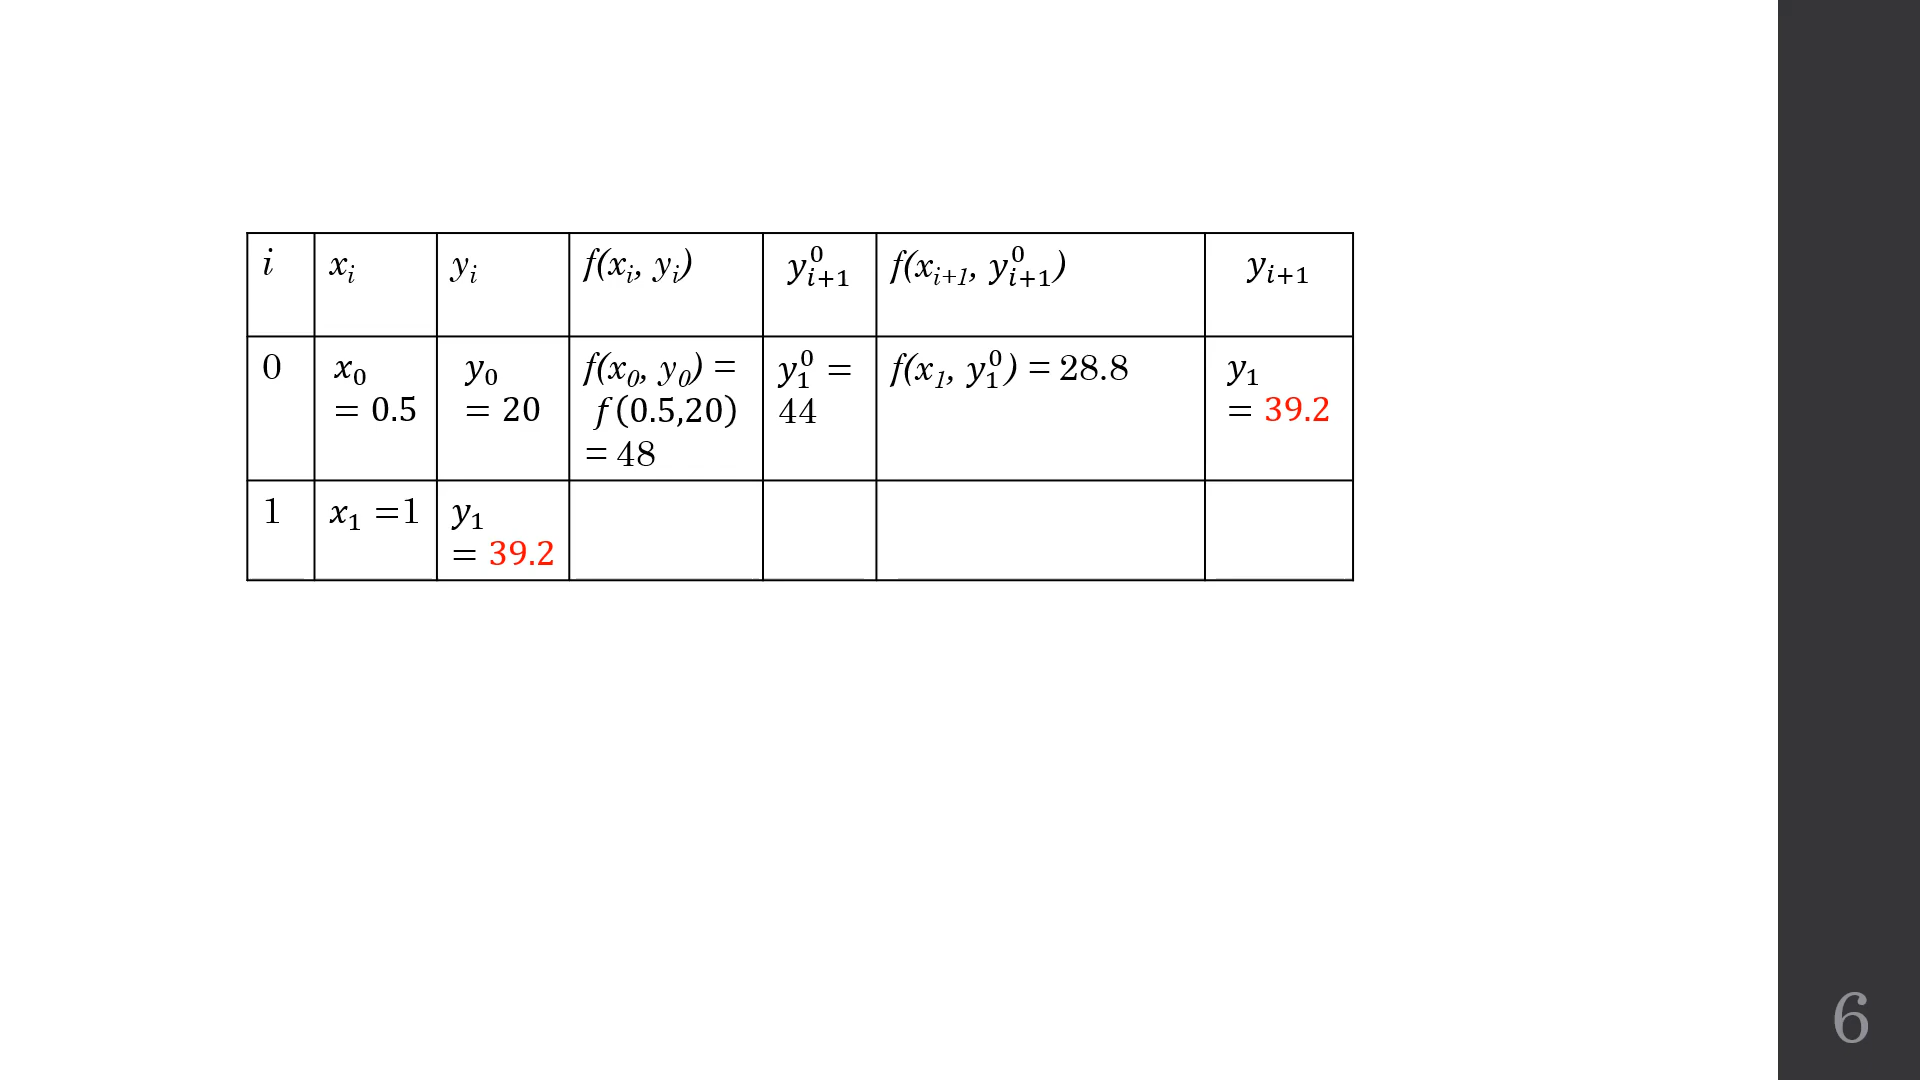 i xᵢ yᵢ f(xᵢ, yᵢ) y⁰ᵢ₊₁ f(xᵢ₊₁, y⁰ᵢ₊₁) yᵢ₊₁
0 x₀ = 0.5 y₀ = 20 f(x₀, y₀) = f(0.5,20) = 48 y⁰₁ = 44 f(x₁, y⁰₁) = 28.8 y₁ = 39.2
1 x₁ =1 y₁ = 39.2
6